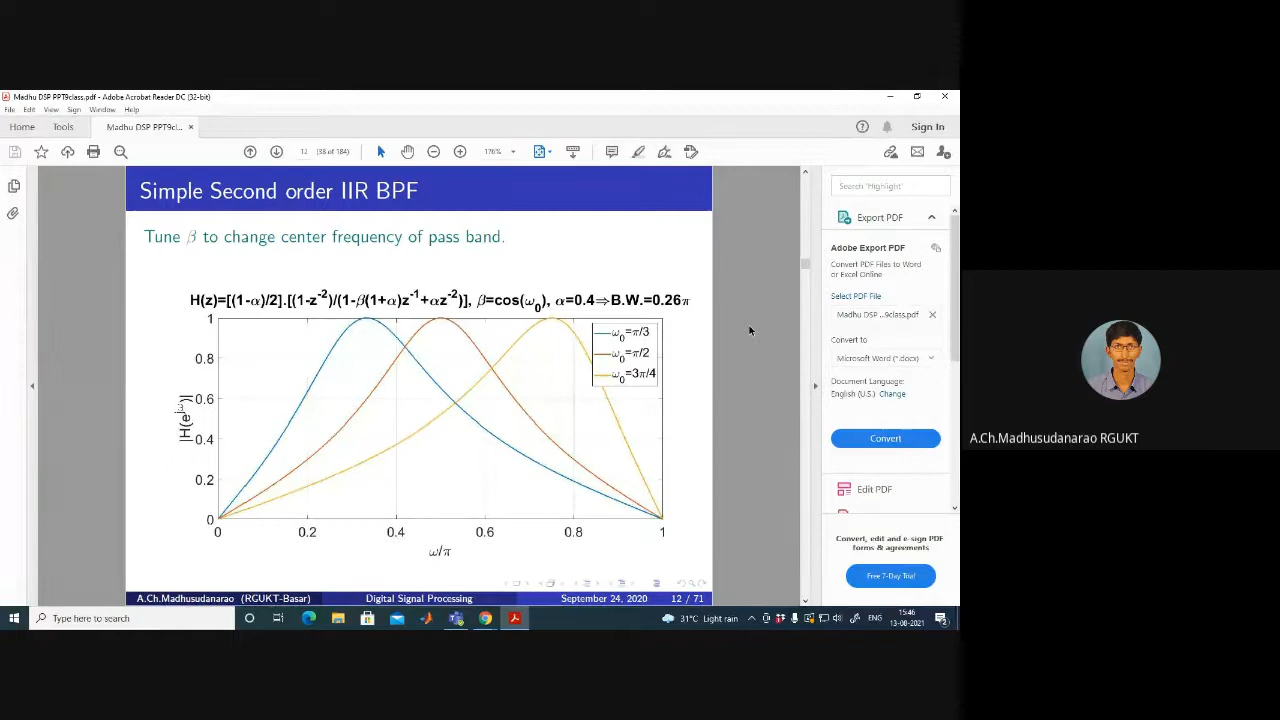 Madhu DSP PPT9class.pdf - Adobe Acrobat Reader DC (32-bit)
File Edit View Sign Window Help
Home Tools Madhu DSP PPT9cl... × Sign In
12 (38 of 184) 176%
Simple Second order IIR BPF
Tune β to change center frequency of pass band.
H(z)=[(1-α)/2].[(1-z⁻²)/(1-β(1+α)z⁻¹+αz⁻²)], β=cos(ω₀), α=0.4⇒B.W.=0.26π
1
0.8
0.6
0.4
0.2
0
|H(e^jω)|
ω₀=π/3
ω₀=π/2
ω₀=3π/4
0 0.2 0.4 0.6 0.8 1
ω/π
A.Ch.Madhusudanarao (RGUKT-Basar) Digital Signal Processing September 24, 2020 12 / 71
Search 'Highlight'
Export PDF
Adobe Export PDF
Convert PDF Files to Word
or Excel Online
Select PDF File
Madhu DSP ...9class.pdf ×
Convert to
Microsoft Word (*.docx)
Document Language:
English (U.S.) Change
Convert
Edit PDF
Convert, edit and e-sign PDF
forms & agreements
Free 7-Day Trial
Type here to search
31°C Light rain
ENG
15:46
13-08-2021
2
A.Ch.Madhusudanarao RGUKT